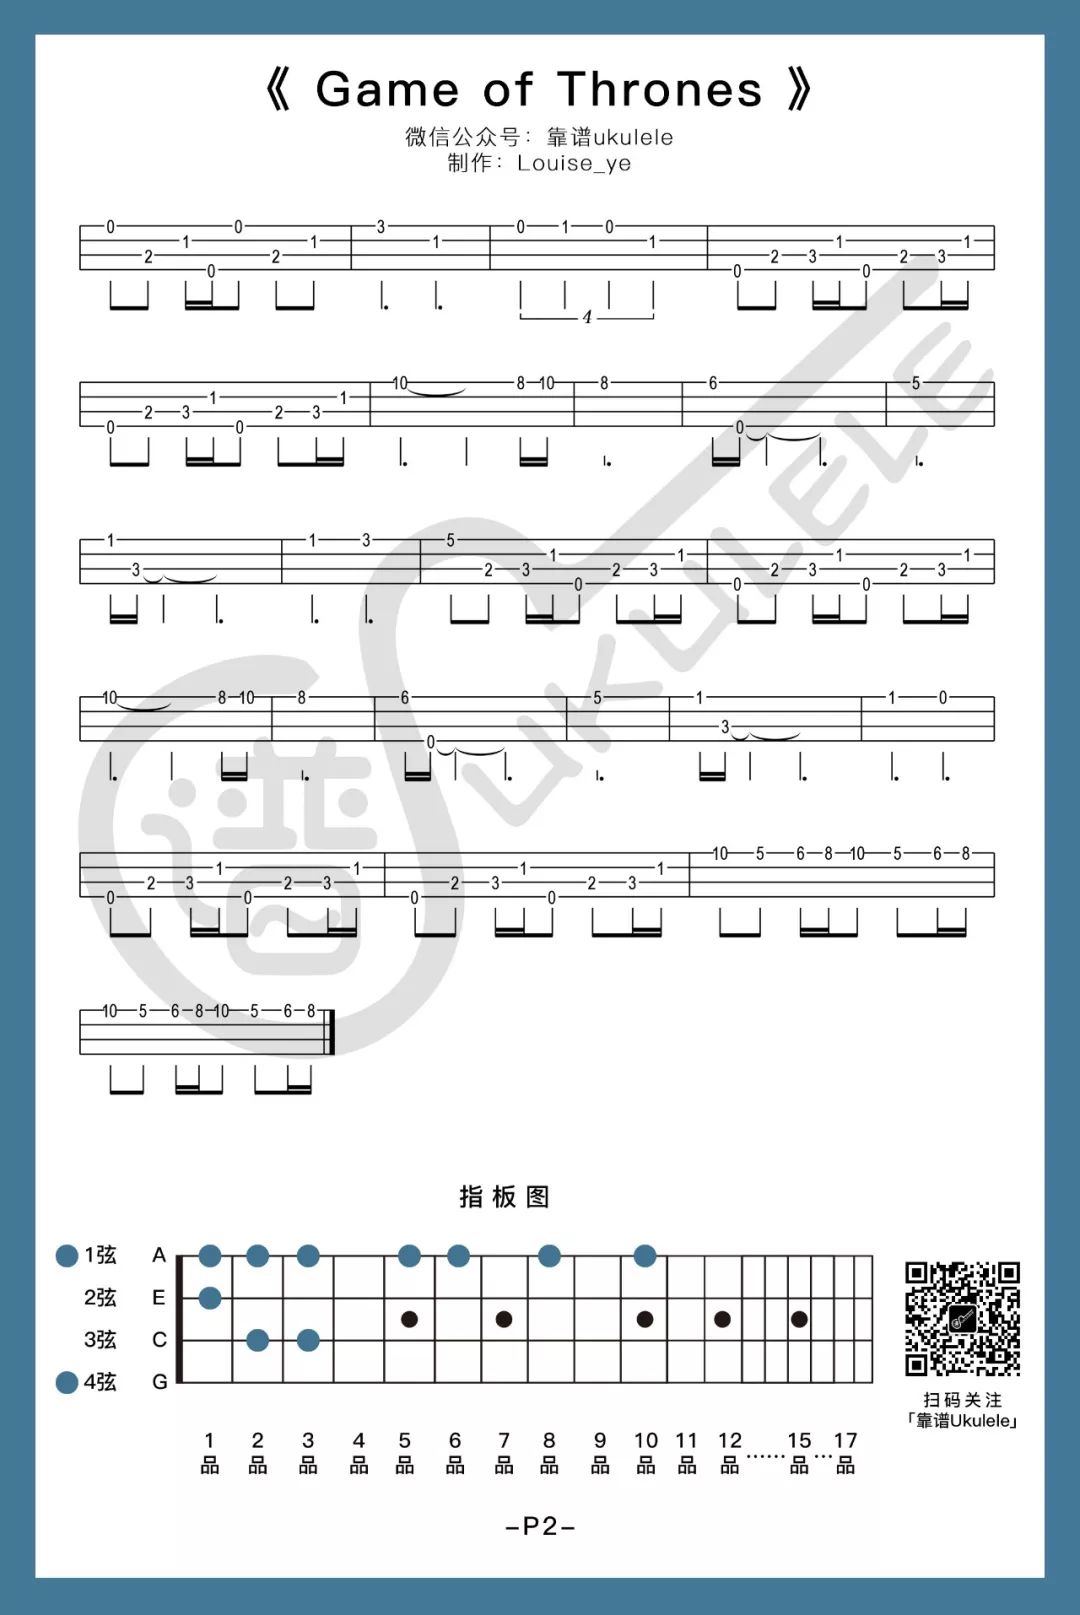 《 Game of Thrones 》
微信公众号：靠谱ukulele
制作：Louise_ye
0 2 1 0 0 2 1 3 1 0 1 0 1 0 2 3 1 0 2 3 1
4
0 2 3 1 0 2 3 1 10 8 10 8 6 0 5
1 3 1 3 5 2 3 1 0 2 3 1 0 2 3 1 0 2 3 1
10 8 10 8 6 0 5 1 3 1 0
0 2 3 1 0 2 3 1 0 2 3 1 0 2 3 1 10 5 6 8 10 5 6 8
10 5 6 8 10 5 6 8
谱 UKULELE
指板图
1弦 A
2弦 E
3弦 C
4弦 G
1 2 3 4 5 6 7 8 9 10 11 12 15 17
品 品 品 品 品 品 品 品 品 品 品 品 ······ 品 ··· 品
扫码关注
「靠谱Ukulele」
-P2-